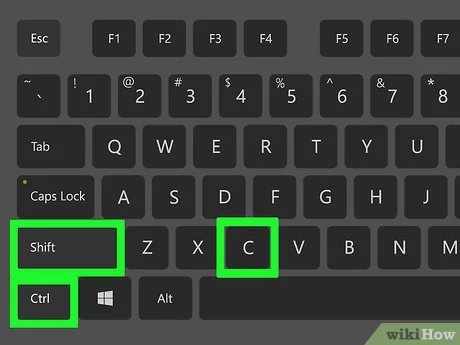 Esc F1 F2 F3 F4 F5 F6 F7
~ ! @ # $ % ^ & *
` 1 2 3 4 5 6 7 8
Tab Q W E R T Y U I
Caps Lock A S D F G H J
Shift Z X C V B N M
Ctrl Alt
wikiHow